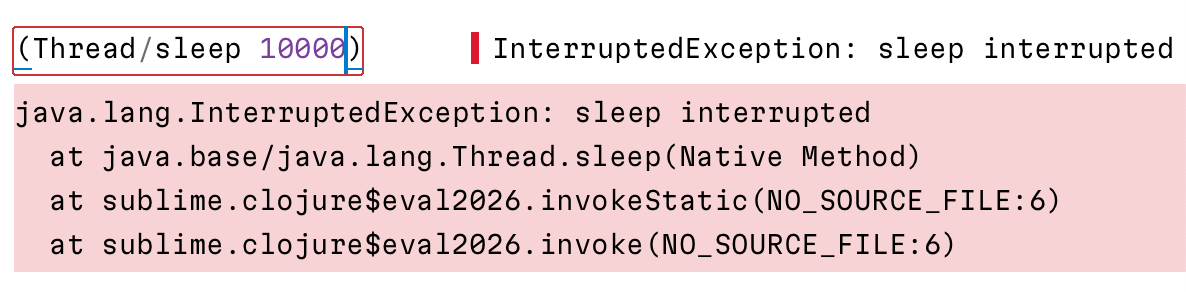 (Thread/sleep 10000) InterruptedException: sleep interrupted
java.lang.InterruptedException: sleep interrupted
  at java.base/java.lang.Thread.sleep(Native Method)
  at sublime.clojure$eval2026.invokeStatic(NO_SOURCE_FILE:6)
  at sublime.clojure$eval2026.invoke(NO_SOURCE_FILE:6)